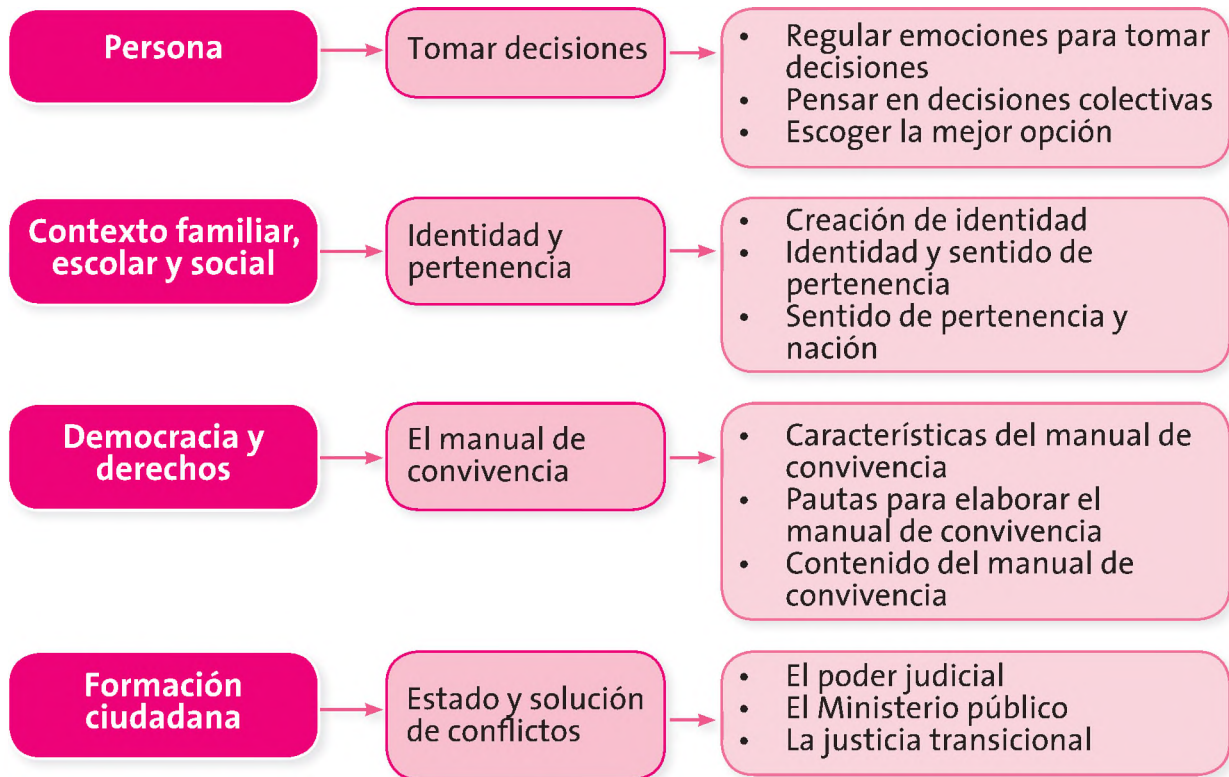 Persona
Tomar decisiones
• Regular emociones para tomar
decisiones
• Pensar en decisiones colectivas
• Escoger la mejor opción
Contexto familiar,
escolar y social
Identidad y
pertenencia
• Creación de identidad
• Identidad y sentido de
pertenencia
• Sentido de pertenencia y
nación
Democracia y
derechos
El manual de
convivencia
• Características del manual de
convivencia
• Pautas para elaborar el
manual de convivencia
• Contenido del manual de
convivencia
Formación
ciudadana
Estado y solución
de conflictos
• El poder judicial
• El Ministerio público
• La justicia transicional